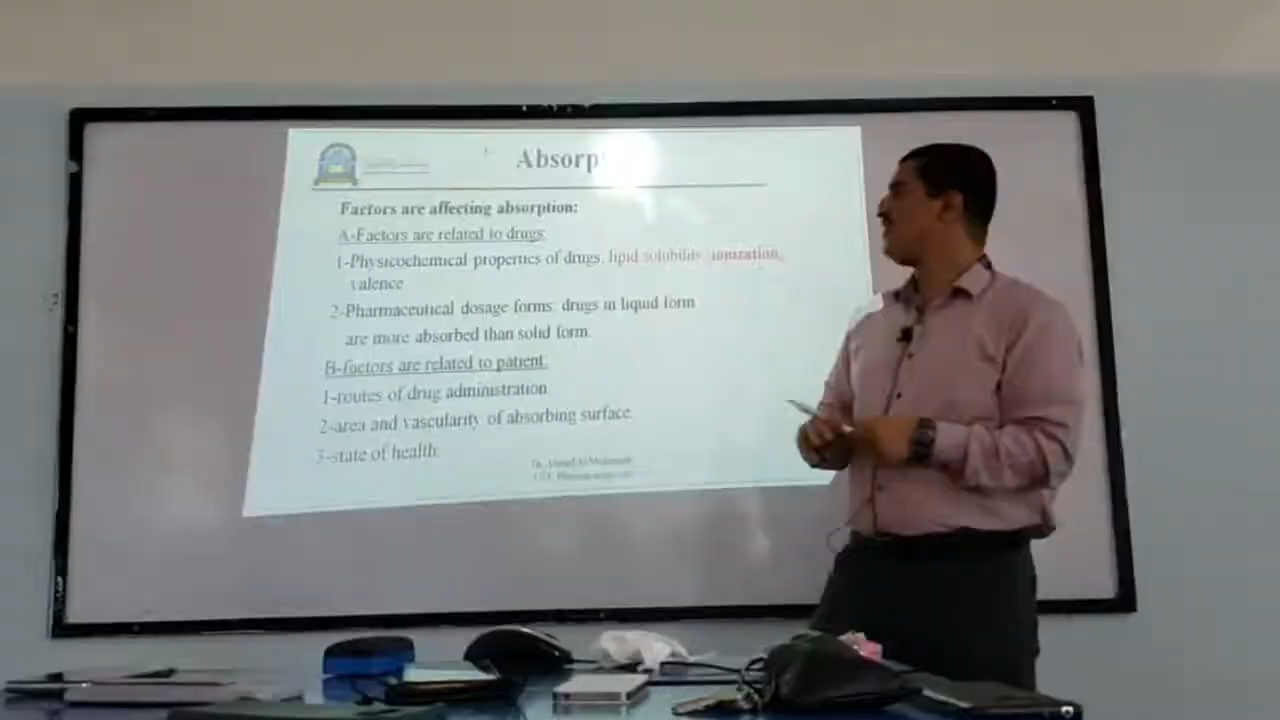 Absorp
Factors are affecting absorption:
A-Factors are related to drugs
1-Physicochemical properties of drugs, lipid solubility, ionization,
valence
2-Pharmaceutical dosage forms: drugs in liquid form
are more absorbed than solid form.
B-factors are related to patient.
1-routes of drug administration
2-area and vascularity of absorbing surface.
3-state of health.